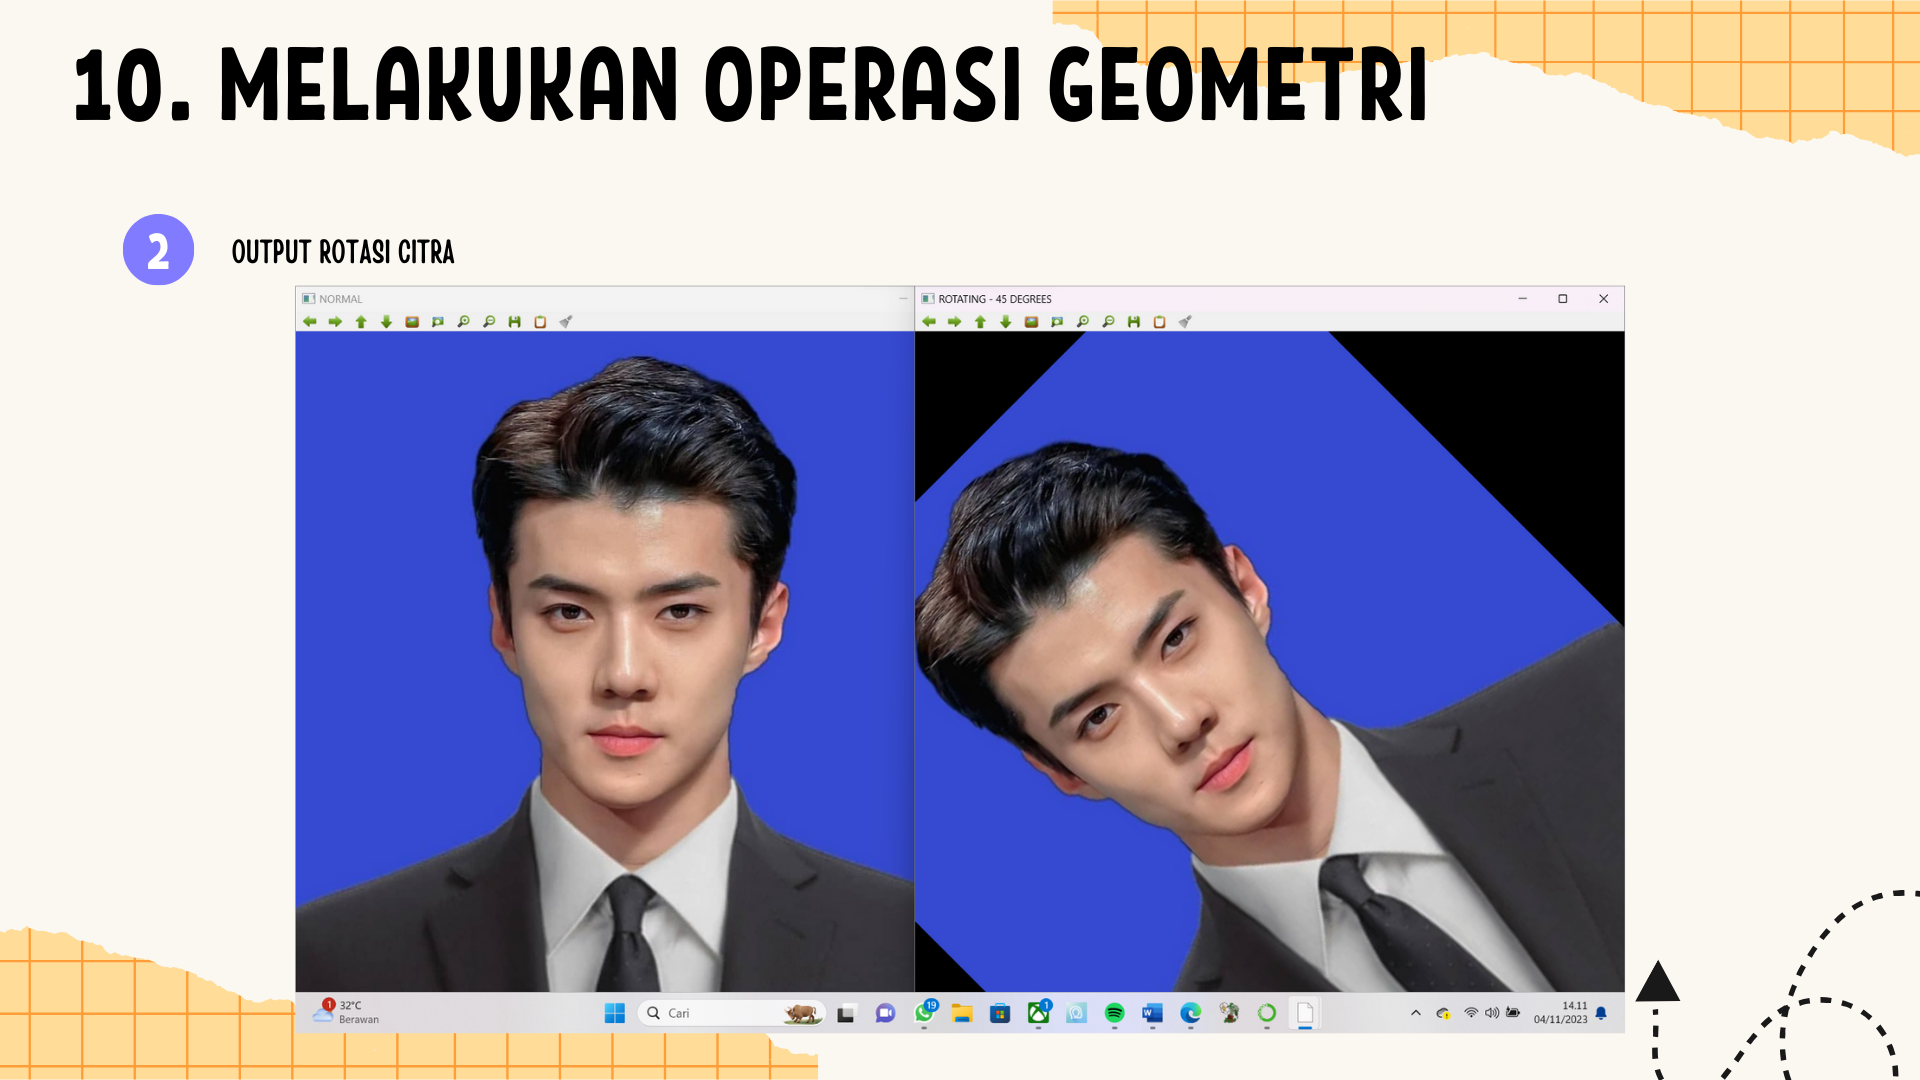 10. MELAKUKAN OPERASI GEOMETRI
2
OUTPUT ROTASI CITRA
NORMAL
ROTATING - 45 DEGREES
1
32°C
Berawan
Cari
19
1
W
14.11
04/11/2023